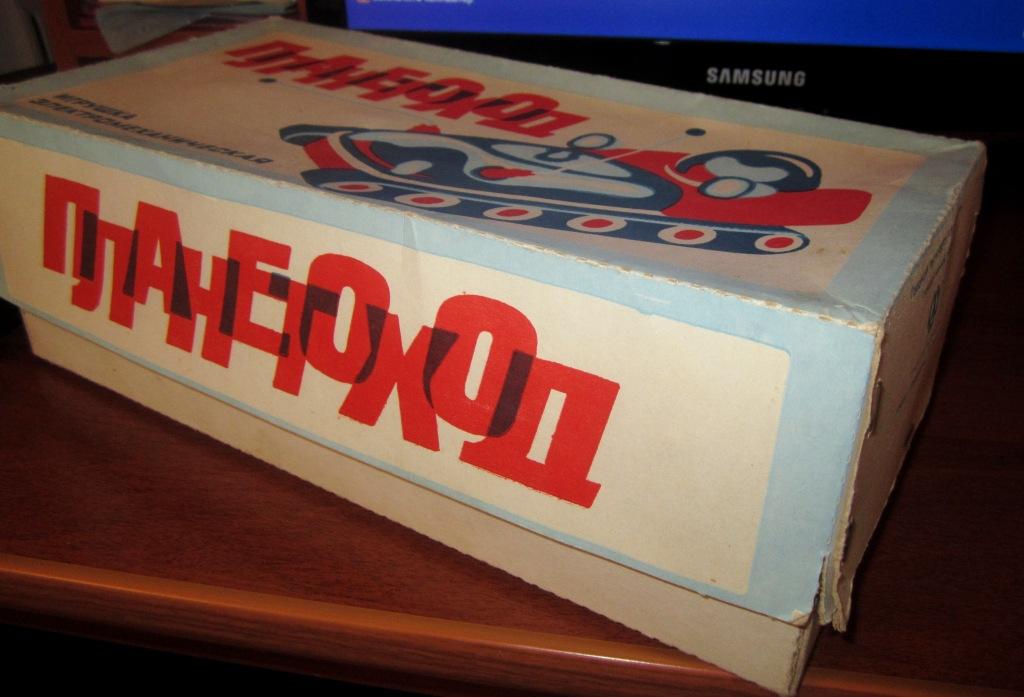 SAMSUNG
ПЛАНЕТОХОД
ИГРУШКА
ЭЛЕКТРОМЕХАНИЧЕСКАЯ
ПЛАНЕТОХОД